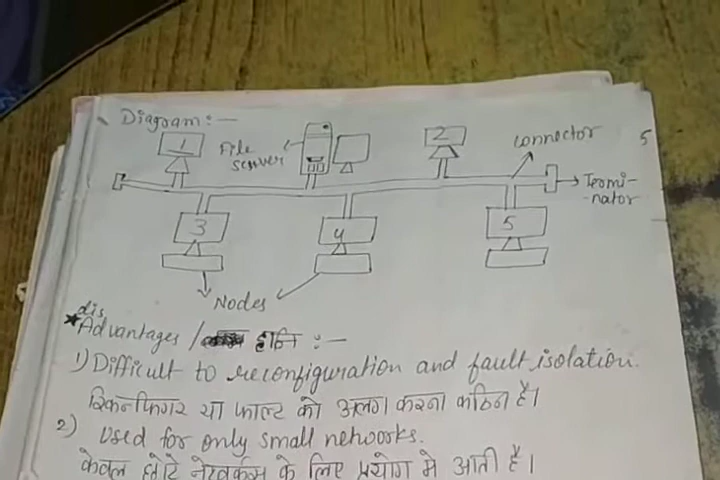 Diagram:—
1
File
server
2
connector
5
Termi-
-nator
3
4
5
Nodes
dis
*Advantages / हानि :—
1) Difficult to reconfiguration and fault isolation.
रिकन्फिगर या फाल्ट को अलग करना कठिन है।
2) Used for only small networks.
केवल छोटे नेटवर्कस के लिए प्रयोग मे आती है।